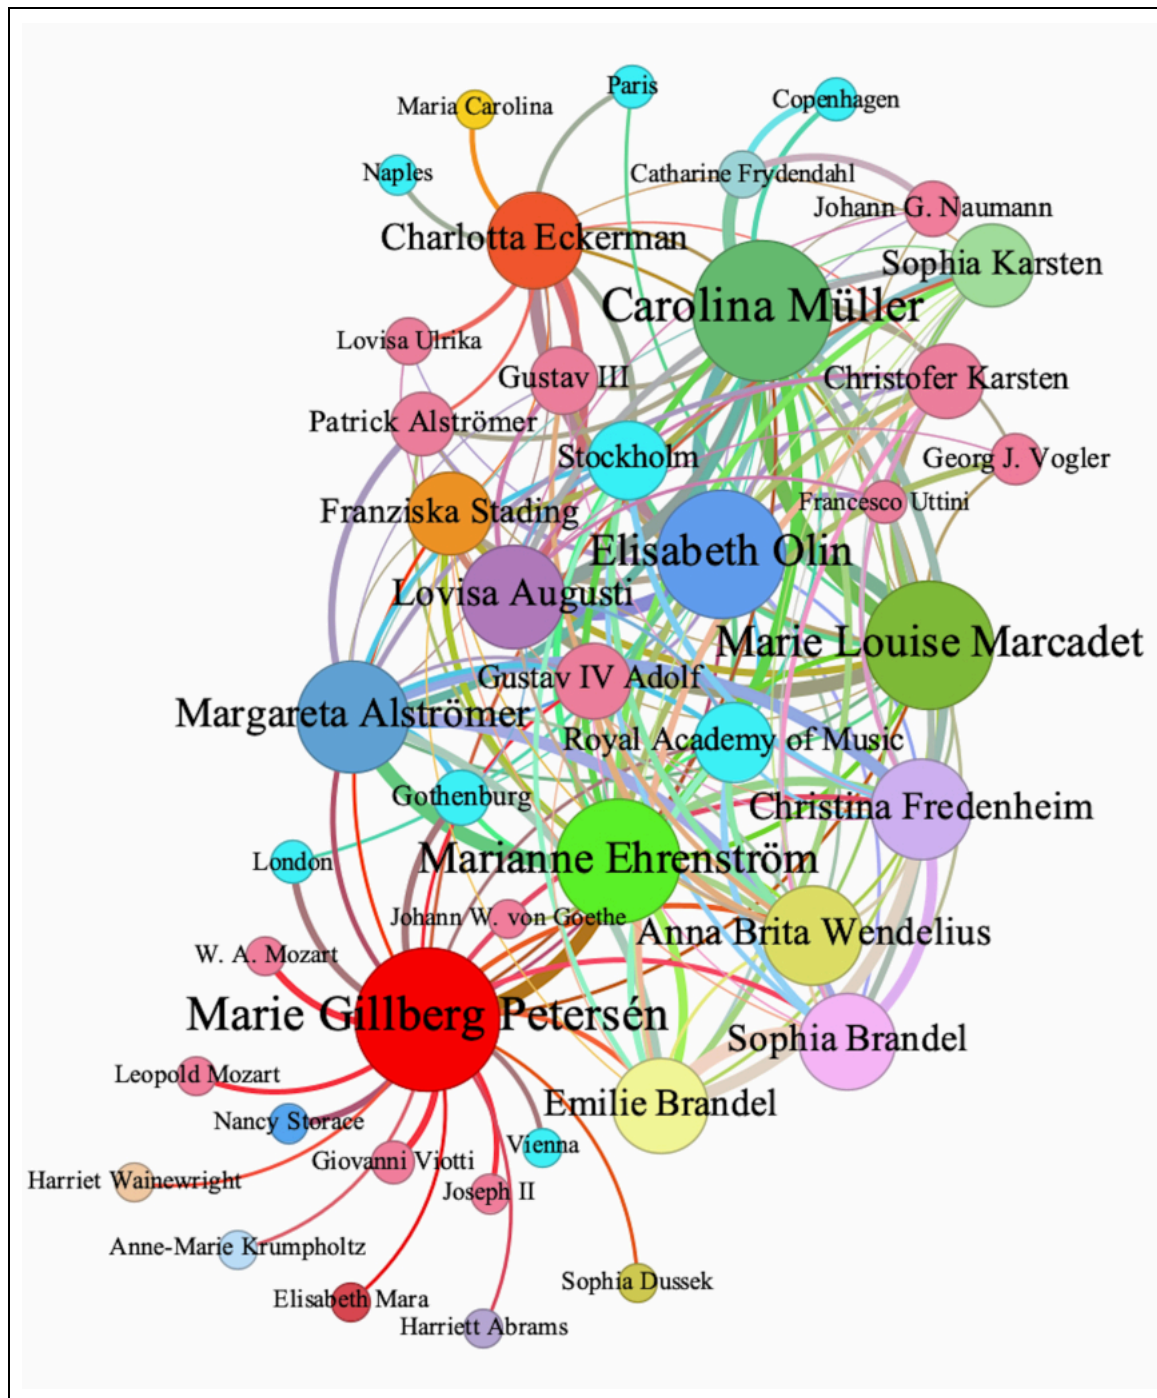 Paris
Maria Carolina
Copenhagen
Naples
Catharine Frydendahl
Johann G. Naumann
Charlotta Eckerman
Sophia Karsten
Carolina Müller
Lovisa Ulrika
Gustav III
Christofer Karsten
Patrick Alströmer
Stockholm
Georg J. Vogler
Franziska Stading
Francesco Uttini
Elisabeth Olin
Lovisa Augusti
Marie Louise Marcadet
Gustav IV Adolf
Margareta Alströmer
Royal Academy of Music
Gothenburg
Christina Fredenheim
London
Marianne Ehrenström
Johann W. von Goethe
Anna Brita Wendelius
W. A. Mozart
Marie Gillberg Petersén
Sophia Brandel
Leopold Mozart
Emilie Brandel
Nancy Storace
Vienna
Giovanni Viotti
Harriet Wainewright
Joseph II
Anne-Marie Krumpholtz
Sophia Dussek
Elisabeth Mara
Harriett Abrams